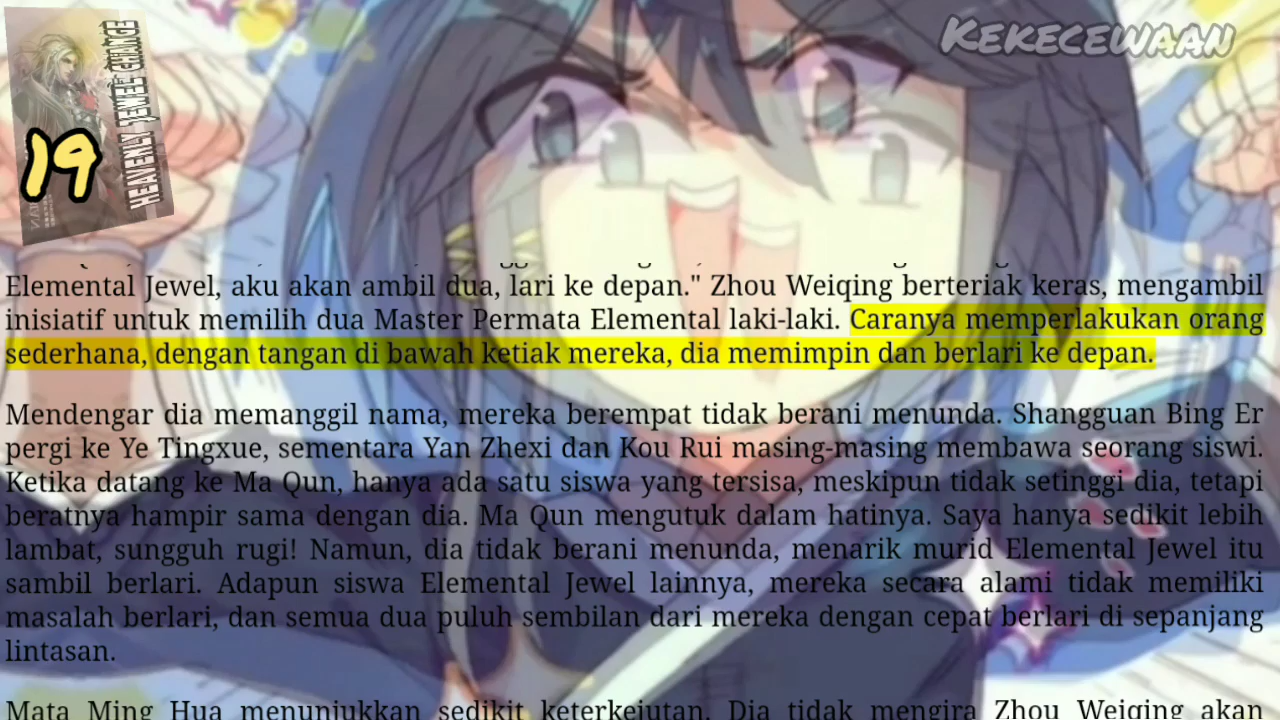 Kekecewaan
HEAVENLY JEWEL CHANGE
19
Elemental Jewel, aku akan ambil dua, lari ke depan." Zhou Weiqing berteriak keras, mengambil
inisiatif untuk memilih dua Master Permata Elemental laki-laki. Caranya memperlakukan orang
sederhana, dengan tangan di bawah ketiak mereka, dia memimpin dan berlari ke depan.
Mendengar dia memanggil nama, mereka berempat tidak berani menunda. Shangguan Bing Er
pergi ke Ye Tingxue, sementara Yan Zhexi dan Kou Rui masing-masing membawa seorang siswi.
Ketika datang ke Ma Qun, hanya ada satu siswa yang tersisa, meskipun tidak setinggi dia, tetapi
beratnya hampir sama dengan dia. Ma Qun mengutuk dalam hatinya. Saya hanya sedikit lebih
lambat, sungguh rugi! Namun, dia tidak berani menunda, menarik murid Elemental Jewel itu
sambil berlari. Adapun siswa Elemental Jewel lainnya, mereka secara alami tidak memiliki
masalah berlari, dan semua dua puluh sembilan dari mereka dengan cepat berlari di sepanjang
lintasan.
Mata Ming Hua menunjukkan sedikit keterkejutan. Dia tidak mengira Zhou Weiqing akan